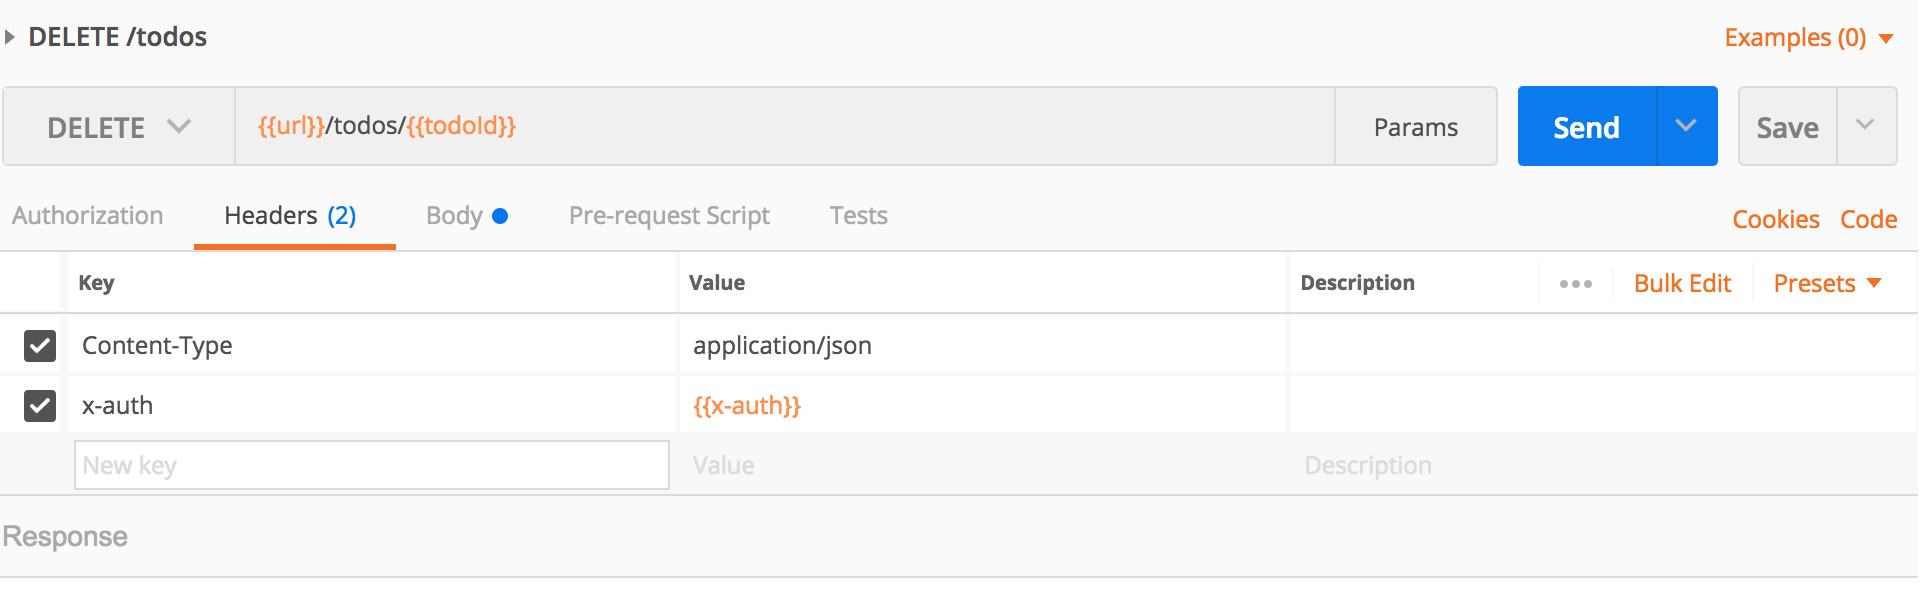 DELETE /todos
Examples (0)
DELETE {{url}}/todos/{{todoId}} Params Send Save
Authorization Headers (2) Body Pre-request Script Tests Cookies Code
Key Value Description ••• Bulk Edit Presets
Content-Type application/json
x-auth {{x-auth}}
New key Value Description
Response